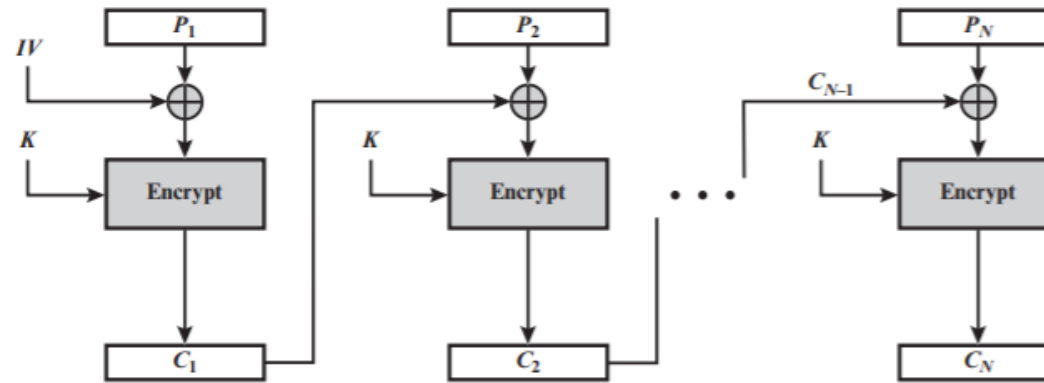 P1
P2
PN
IV
CN–1
K
K
K
Encrypt
Encrypt
Encrypt
C1
C2
CN